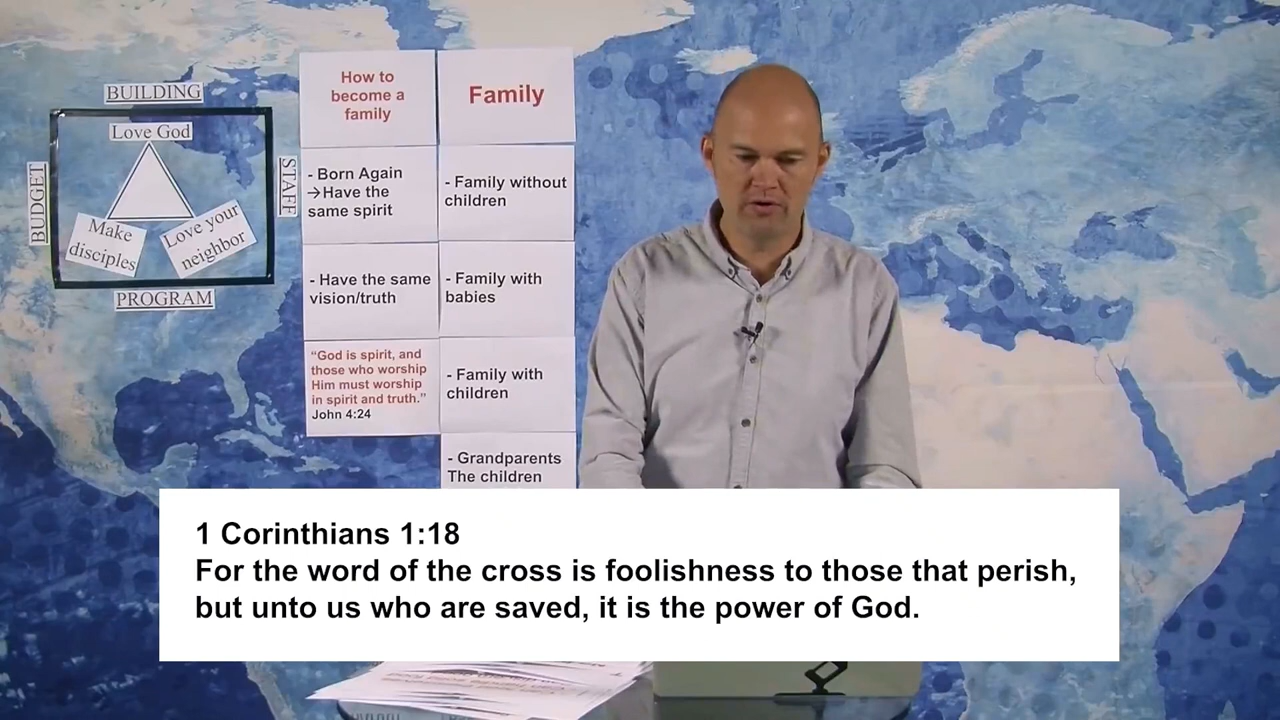 BUILDING
Love God
BUDGET
STAFF
Make
disciples
Love your
neighbor
PROGRAM
How to
become a
family
- Born Again
→Have the
same spirit
- Have the same
vision/truth
“God is spirit, and
those who worship
Him must worship
in spirit and truth.”
John 4:24
Family
- Family without
children
- Family with
babies
- Family with
children
- Grandparents
The children
1 Corinthians 1:18
For the word of the cross is foolishness to those that perish,
but unto us who are saved, it is the power of God.